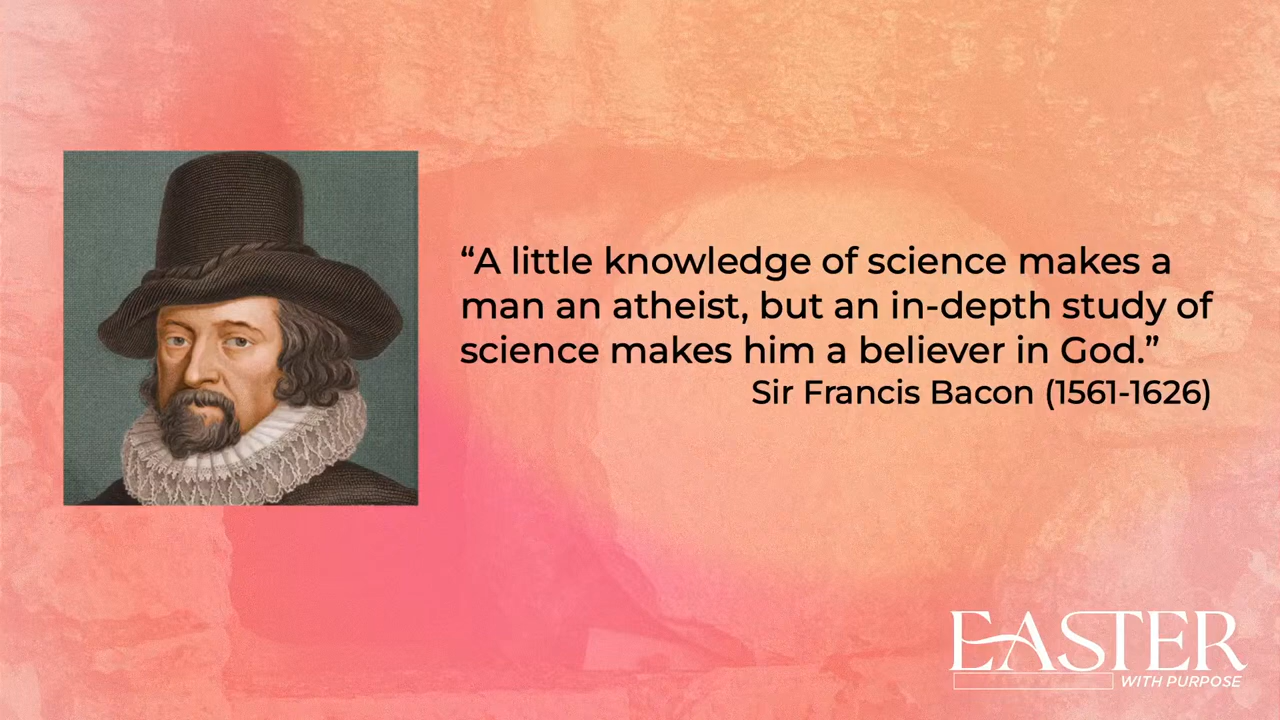 “A little knowledge of science makes a
man an atheist, but an in-depth study of
science makes him a believer in God.”
Sir Francis Bacon (1561-1626)
EASTER
WITH PURPOSE